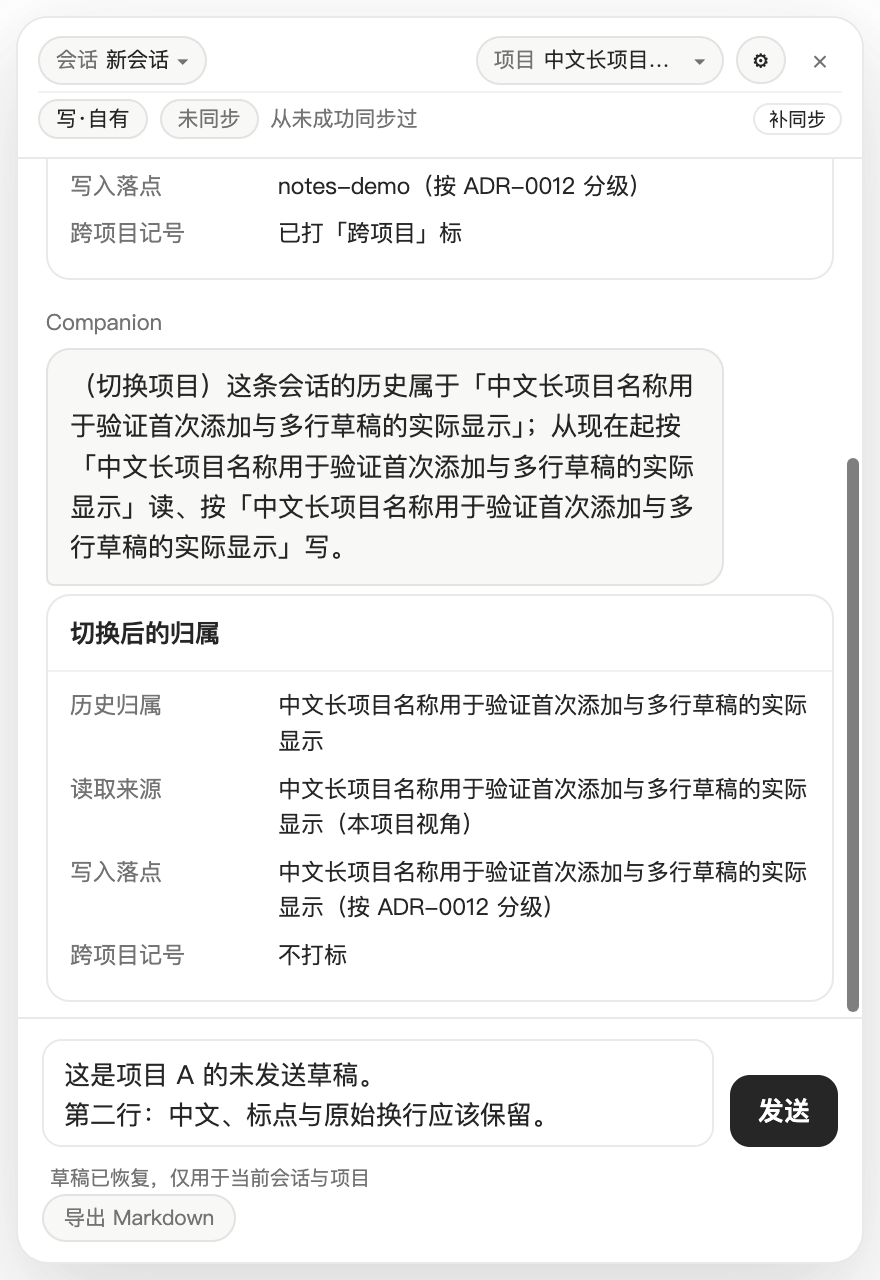 会话 新会话
项目 中文长项目...
写·自有 未同步 从未成功同步过 补同步
写入落点 notes-demo（按 ADR-0012 分级）
跨项目记号 已打「跨项目」标
Companion
（切换项目）这条会话的历史属于「中文长项目名称用
于验证首次添加与多行草稿的实际显示」；从现在起按
「中文长项目名称用于验证首次添加与多行草稿的实际
显示」读、按「中文长项目名称用于验证首次添加与多
行草稿的实际显示」写。
切换后的归属
历史归属 中文长项目名称用于验证首次添加与多行草稿的实际
显示
读取来源 中文长项目名称用于验证首次添加与多行草稿的实际
显示（本项目视角）
写入落点 中文长项目名称用于验证首次添加与多行草稿的实际
显示（按 ADR-0012 分级）
跨项目记号 不打标
这是项目 A 的未发送草稿。
第二行：中文、标点与原始换行应该保留。
发送
草稿已恢复，仅用于当前会话与项目
导出 Markdown